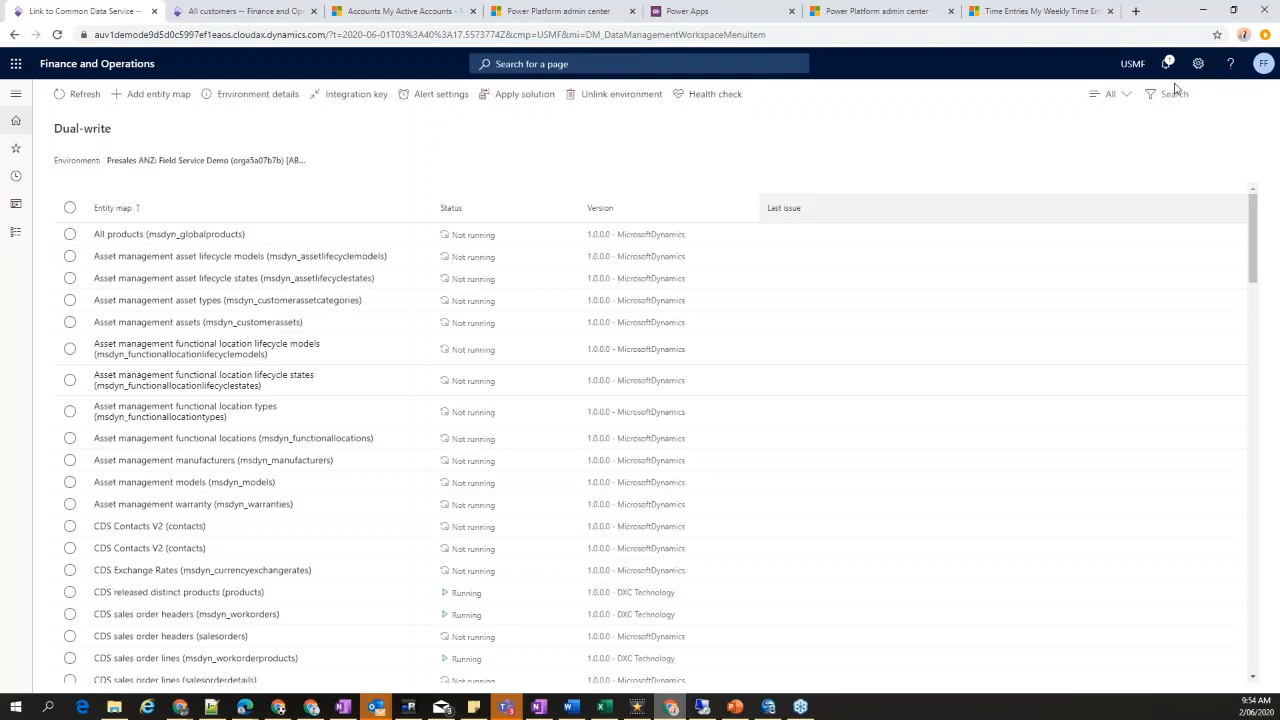 Link to Common Data Service --
All customers -- Finance and Op
Accounts My Active Accounts -
Power Platform admin center
Power Apps
Power Platform admin center
Time Entries My Weekly Time Ent
auv1demode9d5d0c5997ef1eaos.cloudax.dynamics.com/?t=2020-06-01T03%3A40%3A17.5573774Z&cmp=USMF&mi=DM_DataManagementWorkspaceMenuItem
Finance and Operations
Search for a page
USMF
1
?
FF
Refresh
Add entity map
Environment details
Integration key
Alert settings
Apply solution
Unlink environment
Health check
All
Search
Dual-write
Environment: Presales ANZ: Field Service Demo (orga5a07b7b) [AB...
Entity map ↑ Status Version Last issue
All products (msdyn_globalproducts) Not running 1.0.0.0 - MicrosoftDynamics
Asset management asset lifecycle models (msdyn_assetlifecyclemodels) Not running 1.0.0.0 - MicrosoftDynamics
Asset management asset lifecycle states (msdyn_assetlifecyclestates) Not running 1.0.0.0 - MicrosoftDynamics
Asset management asset types (msdyn_customerassetcategories) Not running 1.0.0.0 - MicrosoftDynamics
Asset management assets (msdyn_customerassets) Not running 1.0.0.0 - MicrosoftDynamics
Asset management functional location lifecycle models
(msdyn_functionallocationlifecyclemodels) Not running 1.0.0.0 - MicrosoftDynamics
Asset management functional location lifecycle states
(msdyn_functionallocationlifecyclestates) Not running 1.0.0.0 - MicrosoftDynamics
Asset management functional location types
(msdyn_functionallocationtypes) Not running 1.0.0.0 - MicrosoftDynamics
Asset management functional locations (msdyn_functionallocations) Not running 1.0.0.0 - MicrosoftDynamics
Asset management manufacturers (msdyn_manufacturers) Not running 1.0.0.0 - MicrosoftDynamics
Asset management models (msdyn_models) Not running 1.0.0.0 - MicrosoftDynamics
Asset management warranty (msdyn_warranties) Not running 1.0.0.0 - MicrosoftDynamics
CDS Contacts V2 (contacts) Not running 1.0.0.0 - MicrosoftDynamics
CDS Contacts V2 (contacts) Not running 1.0.0.0 - MicrosoftDynamics
CDS Exchange Rates (msdyn_currencyexchangerates) Not running 1.0.0.0 - MicrosoftDynamics
CDS released distinct products (products) Running 1.0.0.0 - DXC Technology
CDS sales order headers (msdyn_workorders) Running 1.0.0.0 - DXC Technology
CDS sales order headers (salesorders) Not running 1.0.0.0 - MicrosoftDynamics
CDS sales order lines (msdyn_workorderproducts) Running 1.0.0.0 - DXC Technology
CDS sales order lines (salesorderdetails) Not running 1.0.0.0 - MicrosoftDynamics
9:54 AM
2/06/2020